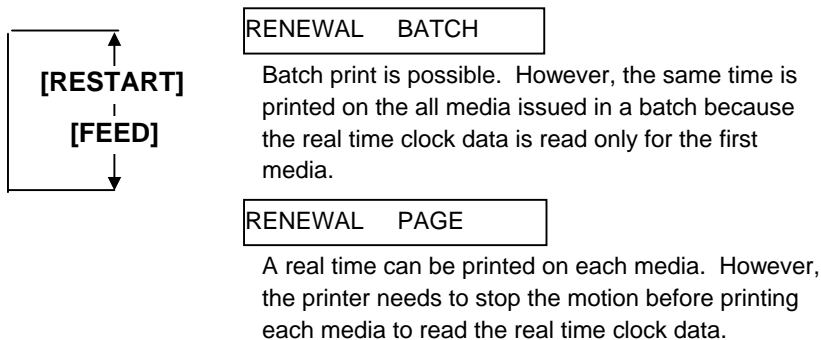 RENEWAL BATCH
[RESTART]
[FEED]
Batch print is possible. However, the same time is
printed on the all media issued in a batch because
the real time clock data is read only for the first
media.
RENEWAL PAGE
A real time can be printed on each media. However,
the printer needs to stop the motion before printing
each media to read the real time clock data.